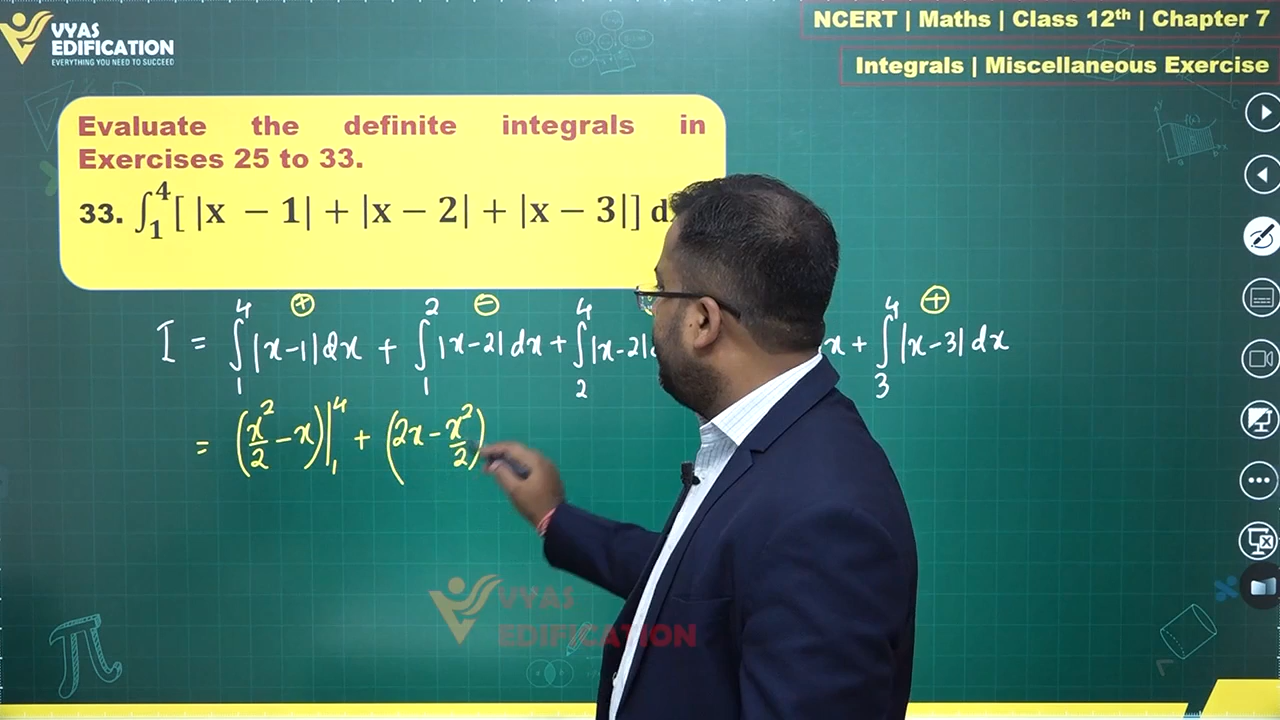 VYAS
EDIFICATION
EVERYTHING YOU NEED TO SUCCEED
NCERT | Maths | Class 12th | Chapter 7
Integrals | Miscellaneous Exercise
Evaluate the definite integrals in
Exercises 25 to 33.
33. ∫₁⁴ [ |x − 1| + |x − 2| + |x − 3|] d
I = ∫₁⁴ |x-1| dx + ∫₁² |x-2| dx + ∫₂⁴ |x-2| x + ∫₃⁴ |x-3| dx
= (x²/2 - x)|₁⁴ + (2x - x²/2)
VYAS
EDIFICATION